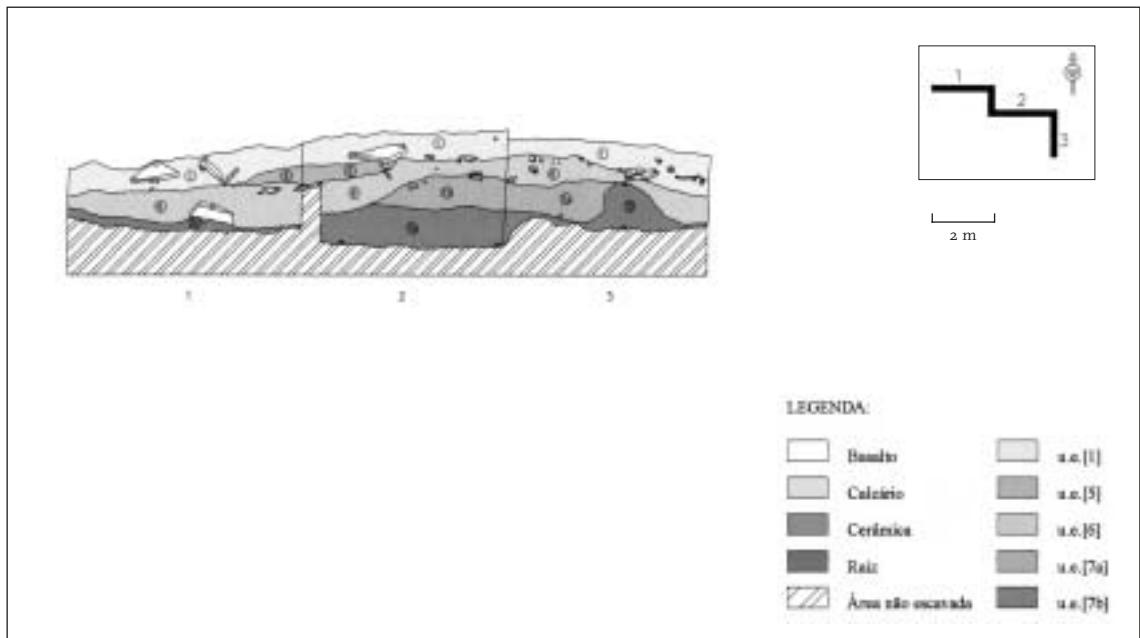 1
2
3
2 m
1 2 3
LEGENDA:
Basalto u.e.[1]
Calcário u.e.[5]
Cerâmica u.e.[6]
Raiz u.e.[7a]
Área não escavada u.e.[7b]